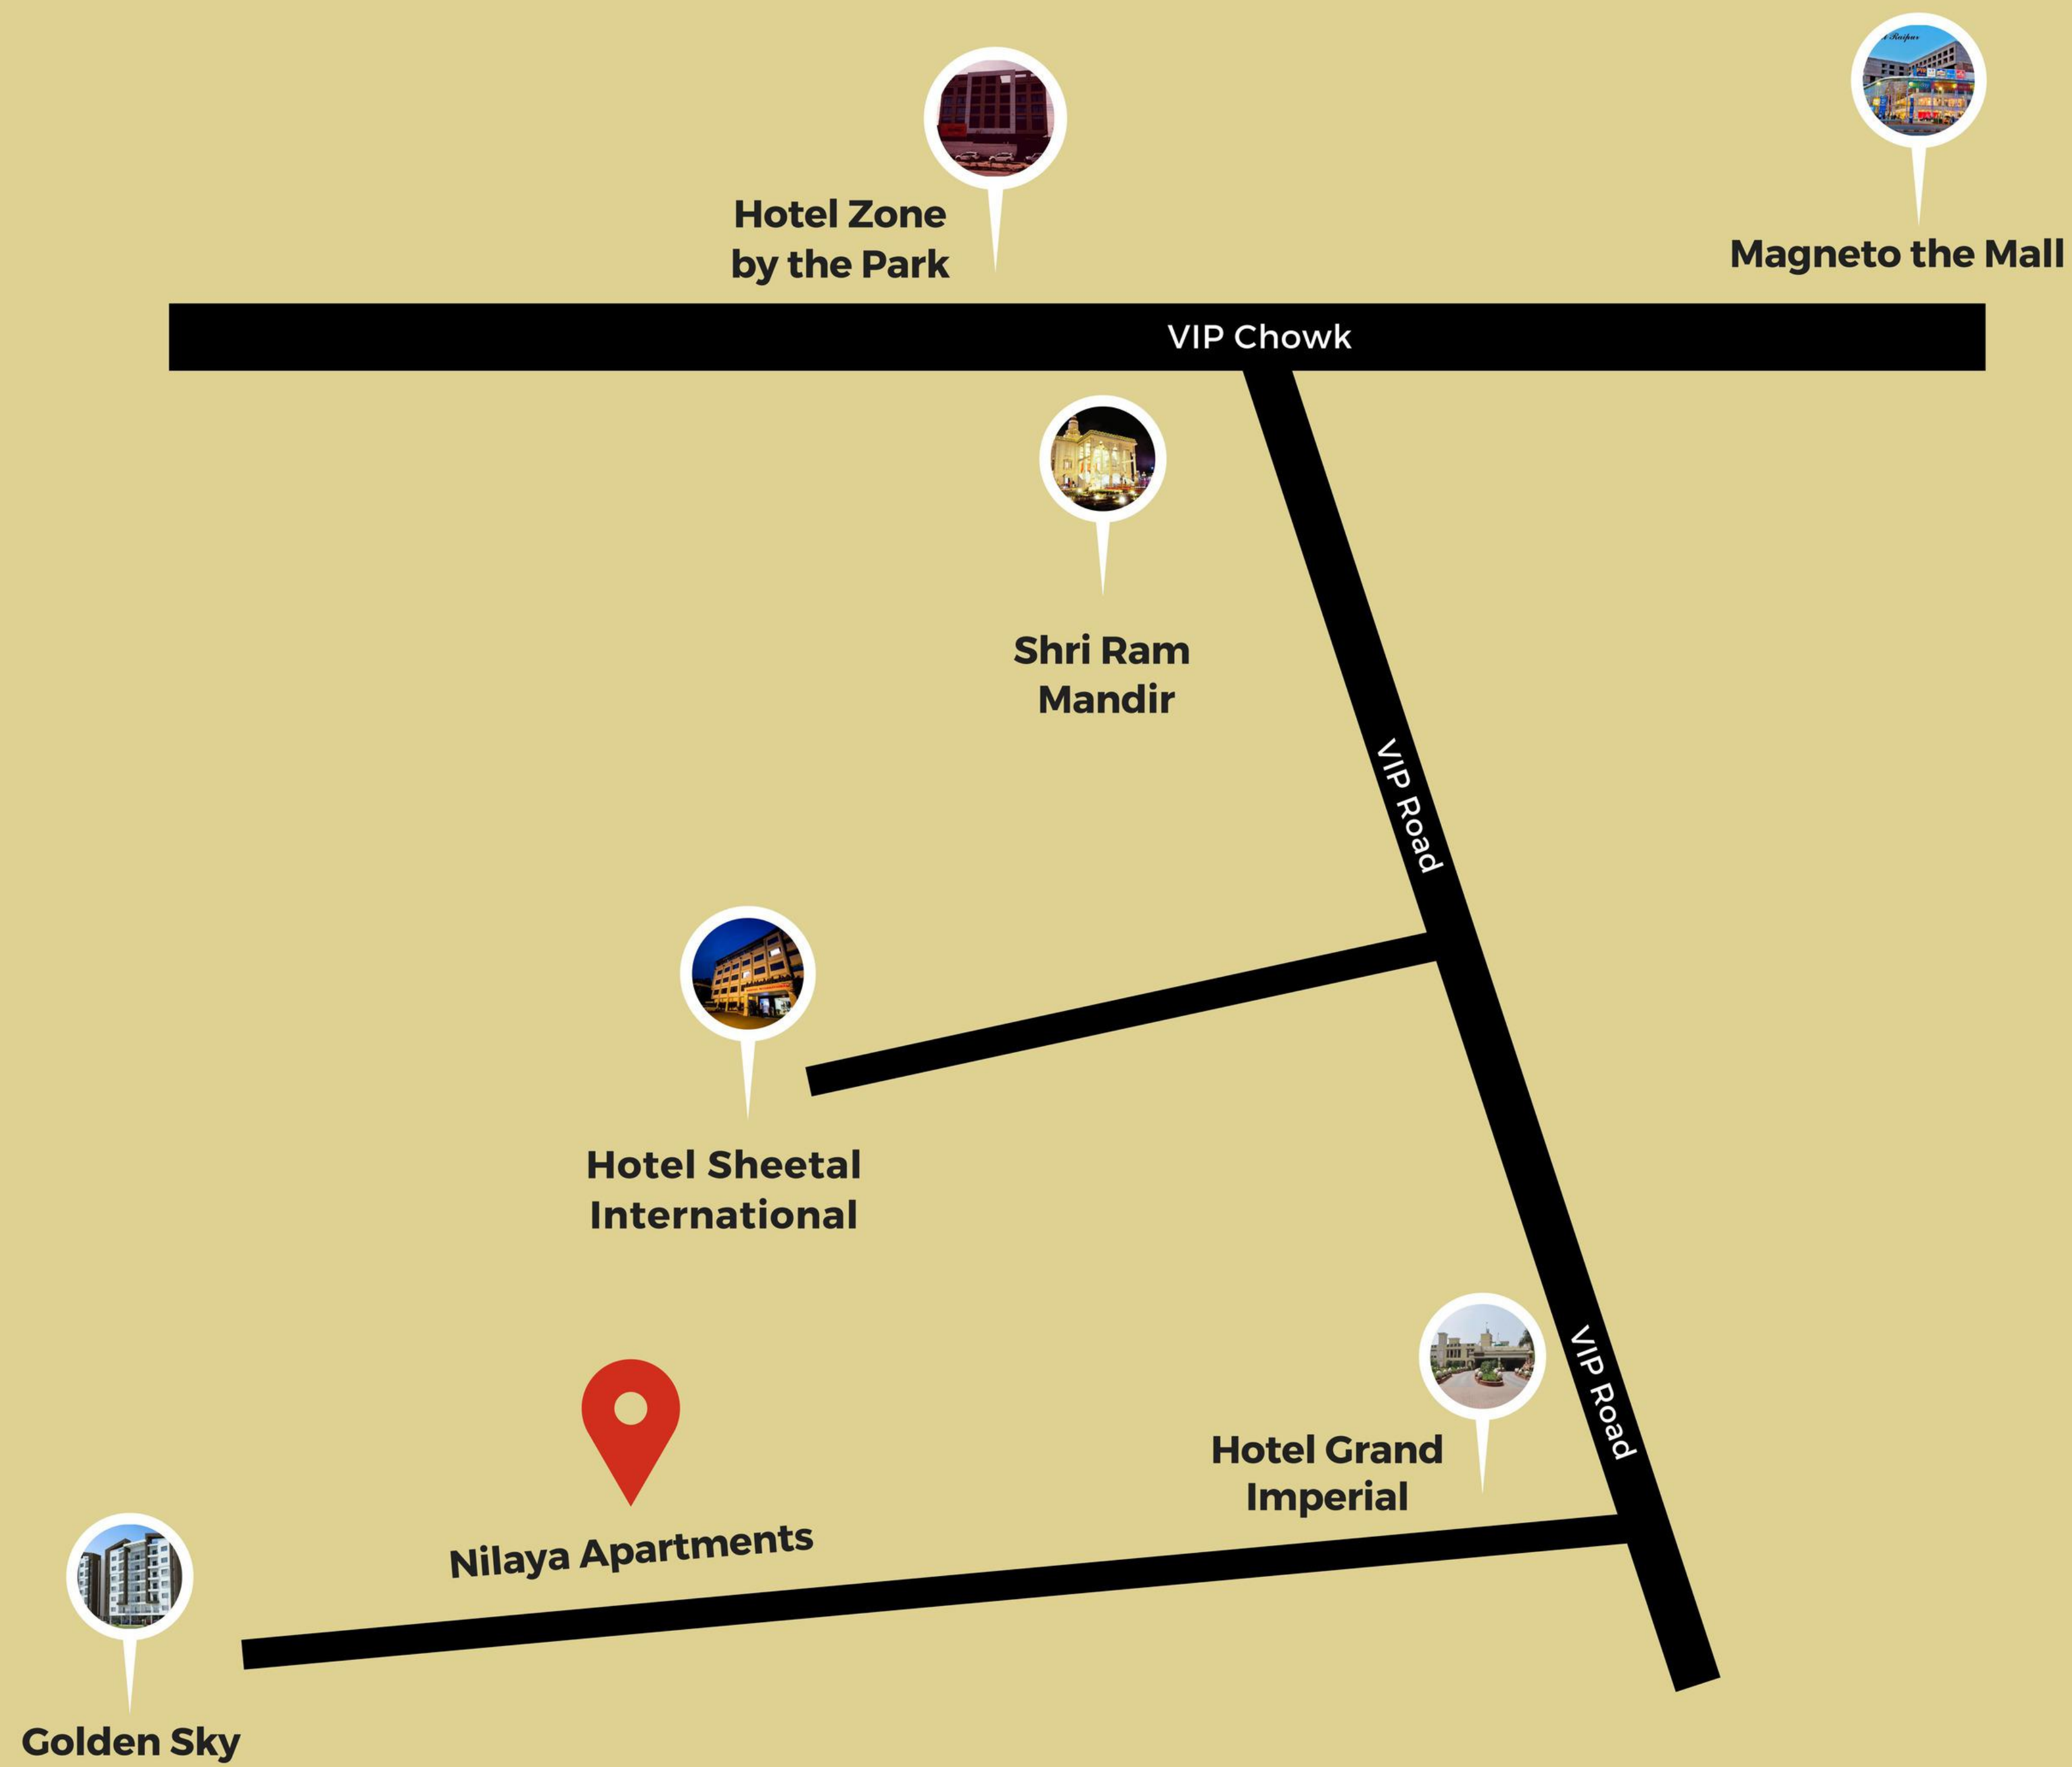 Raipur
Hotel Zone
by the Park
Magneto the Mall
VIP Chowk
Shri Ram
Mandir
VIP Road
Hotel Sheetal
International
VIP Road
Hotel Grand
Imperial
Nilaya Apartments
Golden Sky